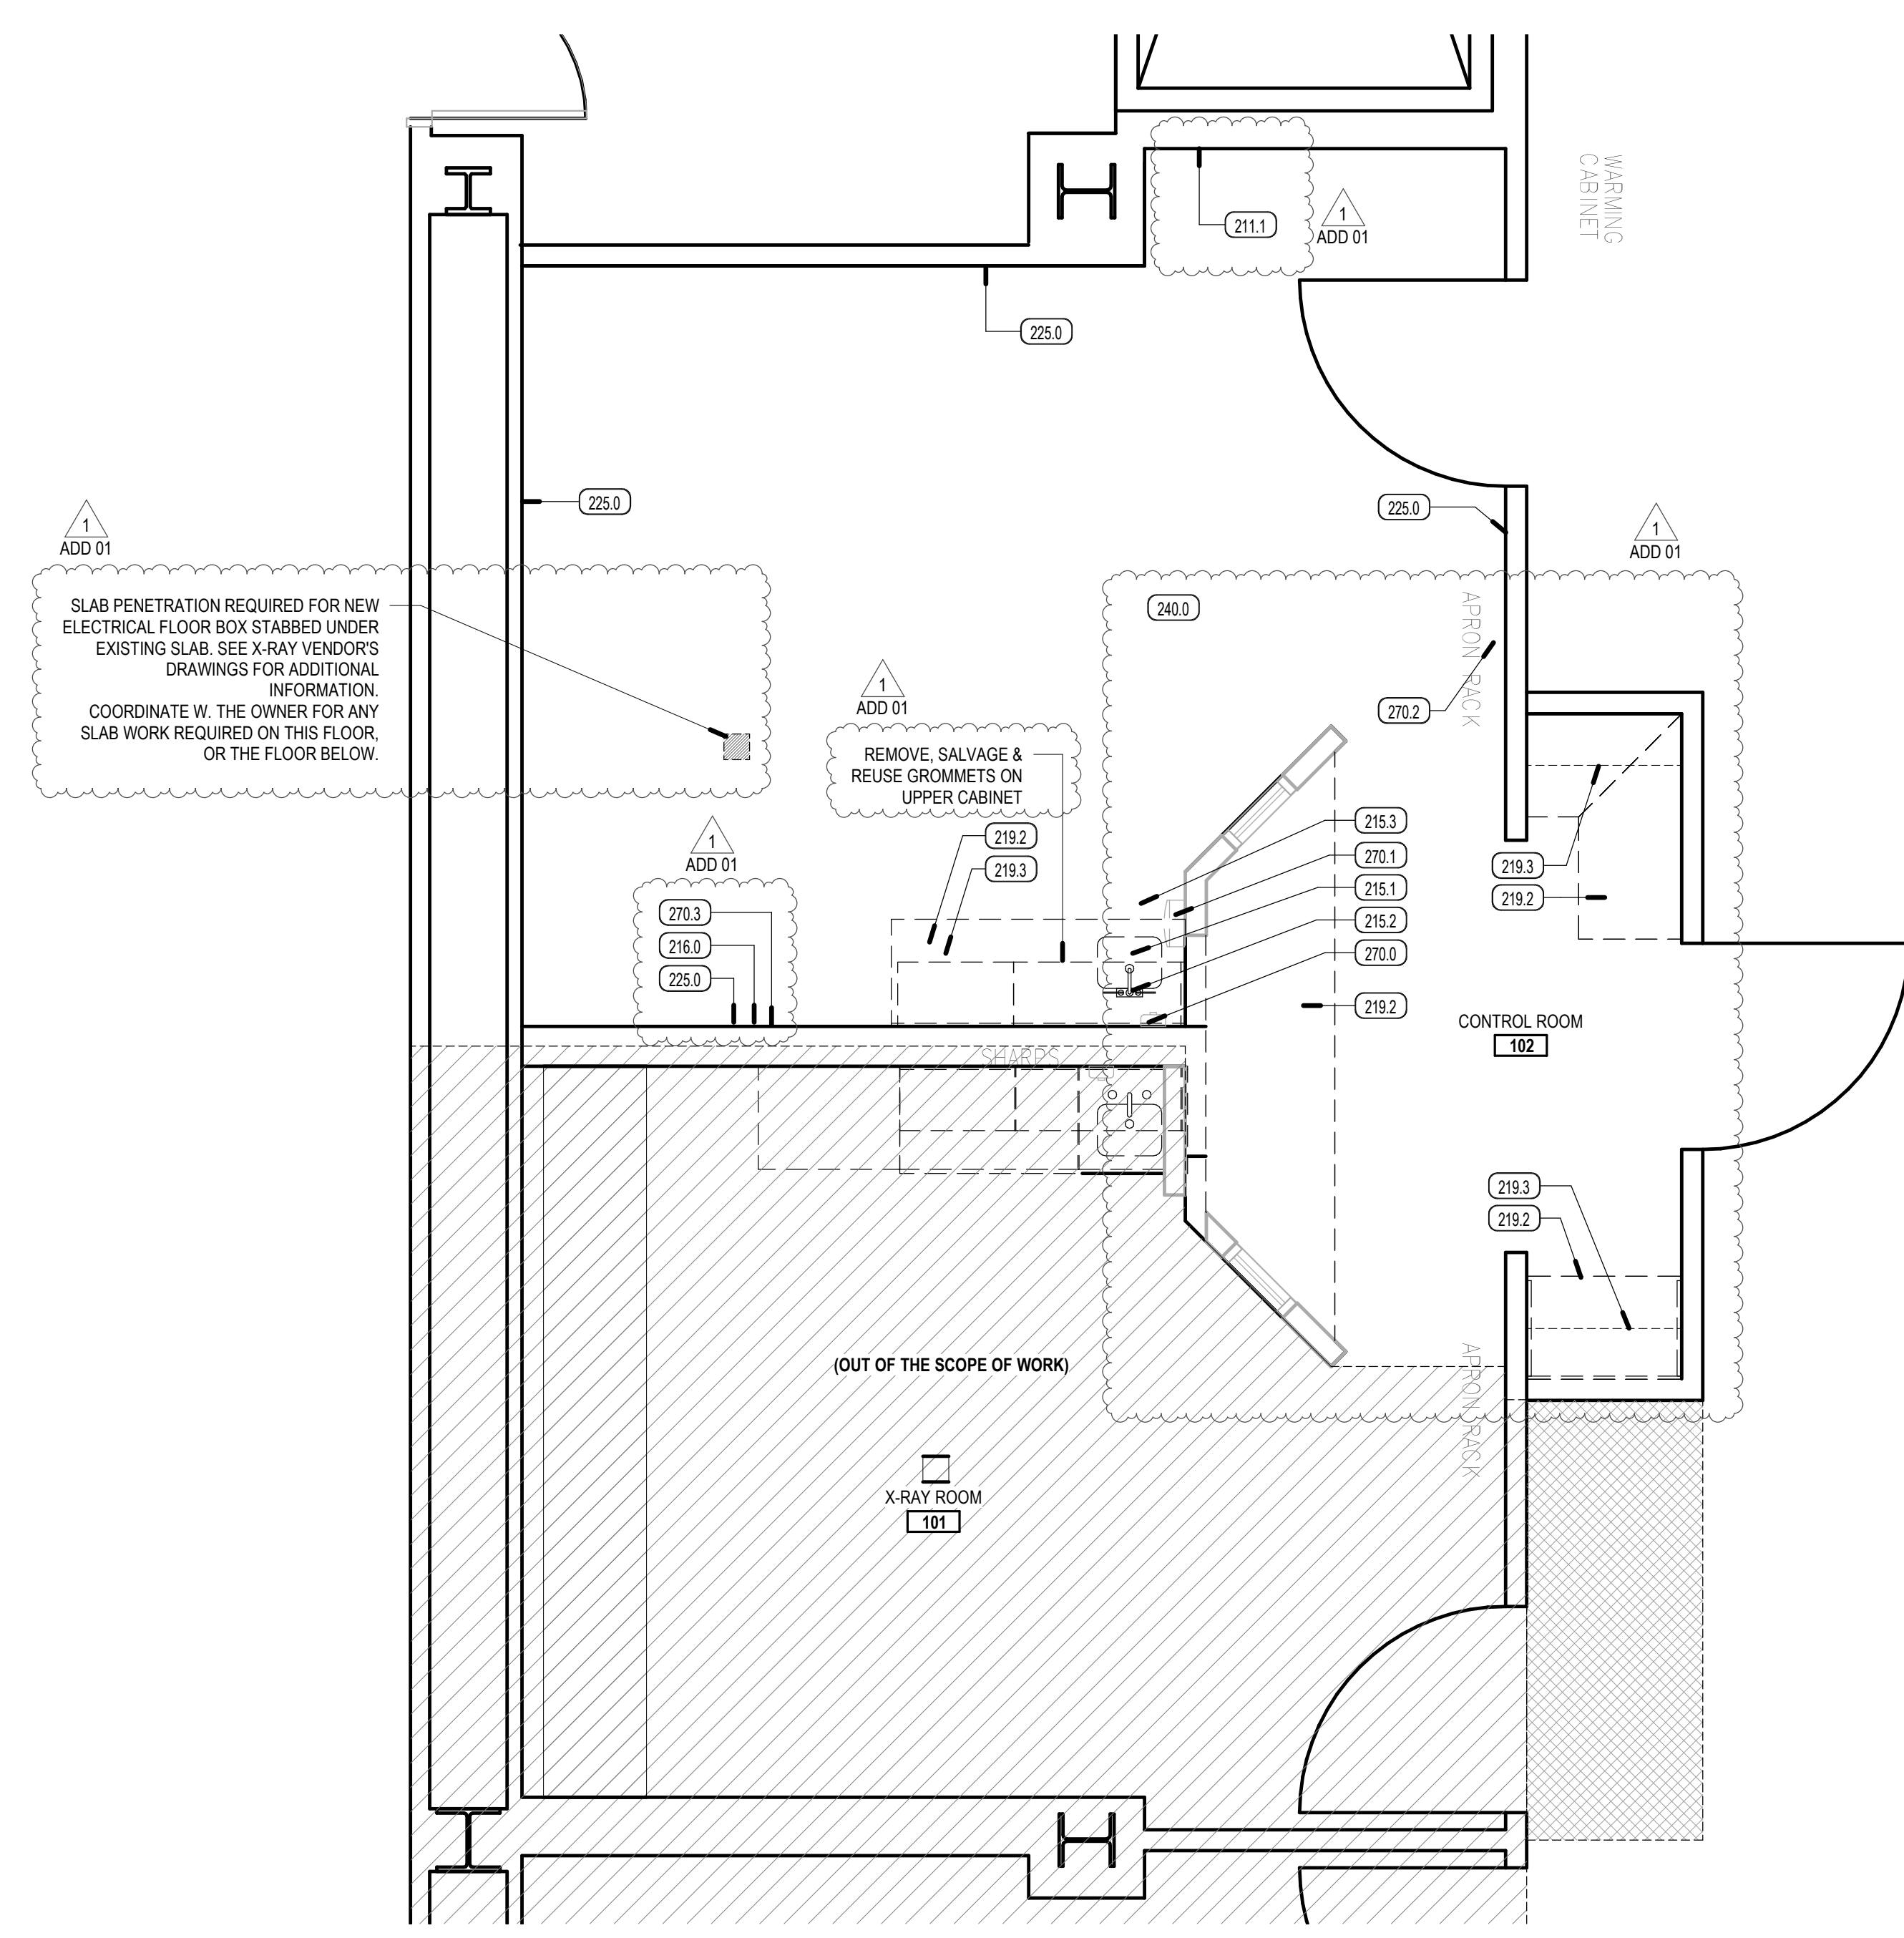 WARMING
CABINET
211.1
1
ADD 01
225.0
225.0
225.0
1
ADD 01
1
ADD 01
SLAB PENETRATION REQUIRED FOR NEW
ELECTRICAL FLOOR BOX STABBED UNDER
EXISTING SLAB. SEE X-RAY VENDOR'S
DRAWINGS FOR ADDITIONAL
INFORMATION.
COORDINATE W. THE OWNER FOR ANY
SLAB WORK REQUIRED ON THIS FLOOR,
OR THE FLOOR BELOW.
240.0
APRON RACK
270.2
1
ADD 01
REMOVE, SALVAGE &
REUSE GROMMETS ON
UPPER CABINET
219.2
219.3
1
ADD 01
270.3
216.0
225.0
215.3
270.1
215.1
215.2
270.0
219.2
219.3
219.2
CONTROL ROOM
102
SHARPS
219.3
219.2
(OUT OF THE SCOPE OF WORK)
APRON RACK
X-RAY ROOM
101